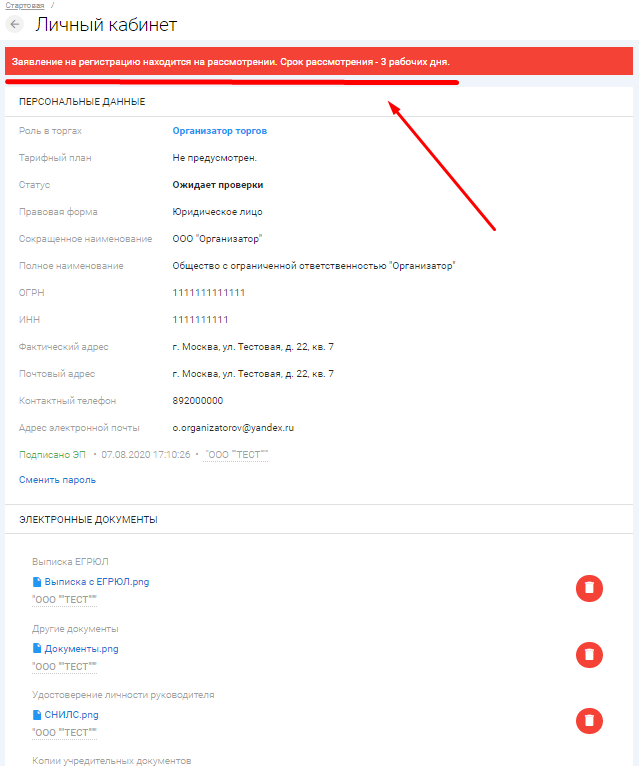 Стартовая /
Личный кабинет
Заявление на регистрацию находится на рассмотрении. Срок рассмотрения - 3 рабочих дня.
ПЕРСОНАЛЬНЫЕ ДАННЫЕ
Роль в торгах Организатор торгов
Тарифный план Не предусмотрен.
Статус Ожидает проверки
Правовая форма Юридическое лицо
Сокращенное наименование ООО "Организатор"
Полное наименование Общество с ограниченной ответственностью "Организатор"
ОГРН 1111111111111
ИНН 1111111111
Фактический адрес г. Москва, ул. Тестовая, д. 22, кв. 7
Почтовый адрес г. Москва, ул. Тестовая, д. 22, кв. 7
Контактный телефон 892000000
Адрес электронной почты o.organizatorov@yandex.ru
Подписано ЭП • 07.08.2020 17:10:26 • "ООО ""ТЕСТ"""
Сменить пароль
ЭЛЕКТРОННЫЕ ДОКУМЕНТЫ
Выписка ЕГРЮЛ
Выписка с ЕГРЮЛ.png
"ООО ""ТЕСТ"""
Другие документы
Документы.png
"ООО ""ТЕСТ"""
Удостоверение личности руководителя
СНИЛС.png
"ООО ""ТЕСТ"""
Копии учредительных документов